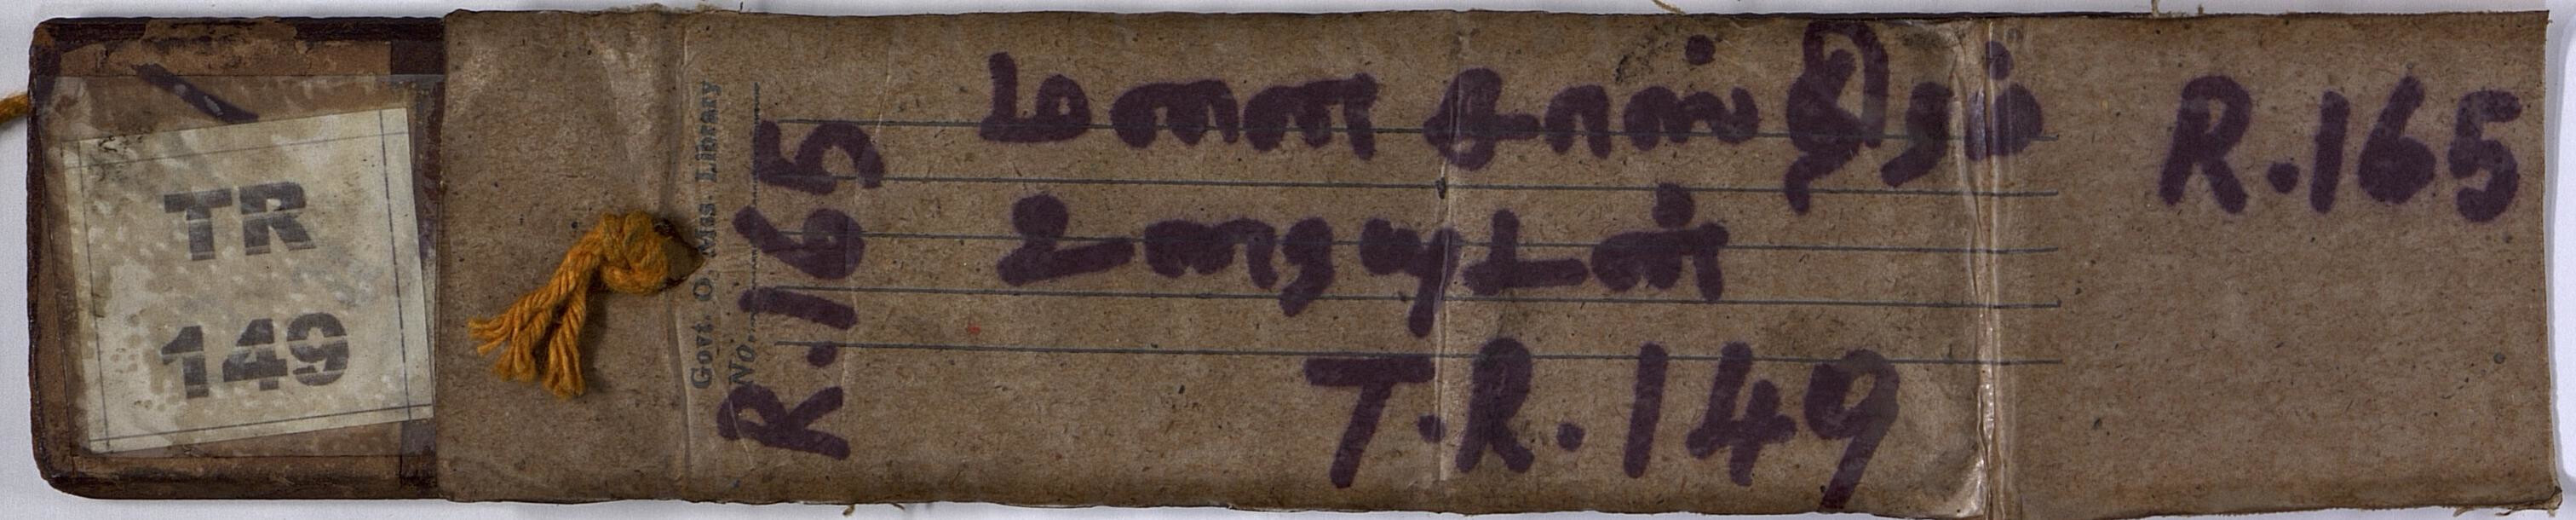 TR
149
Govt. O. Mss. Library
No.
R.165
மனை சாஸ்திரம்
உரையுடன்
T.R.149
R.165